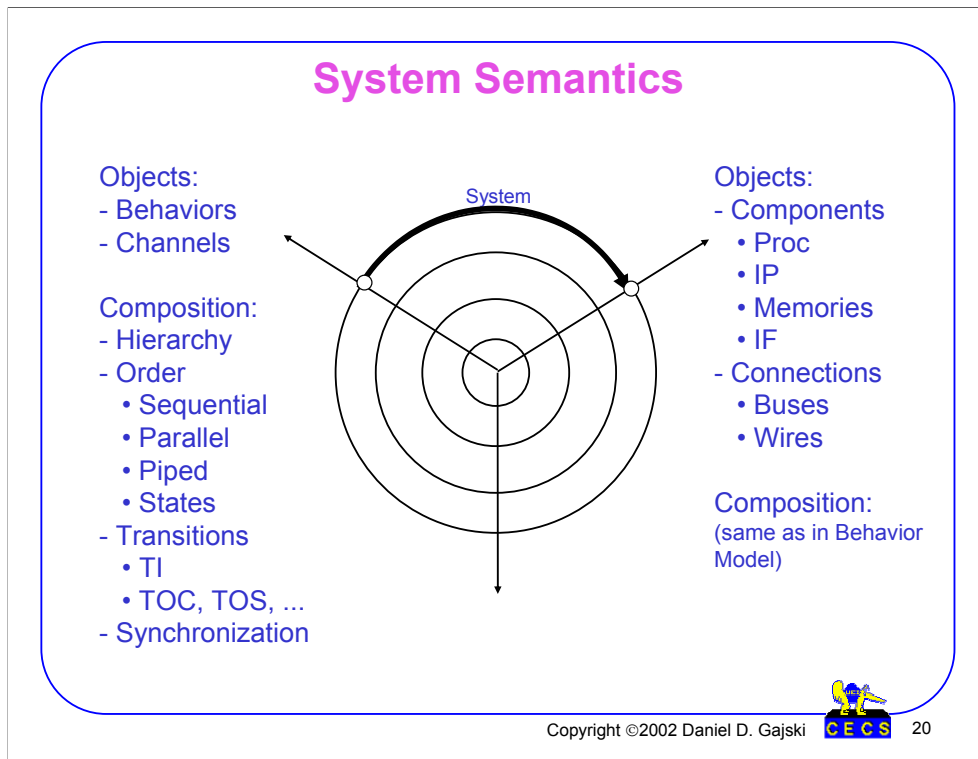 System Semantics
Objects:
- Behaviors
- Channels
Composition:
- Hierarchy
- Order
• Sequential
• Parallel
• Piped
• States
- Transitions
• TI
• TOC, TOS, ...
- Synchronization
System
Objects:
- Components
• Proc
• IP
• Memories
• IF
- Connections
• Buses
• Wires
Composition:
(same as in Behavior
Model)
Copyright ©2002 Daniel D. Gajski
CECS
20